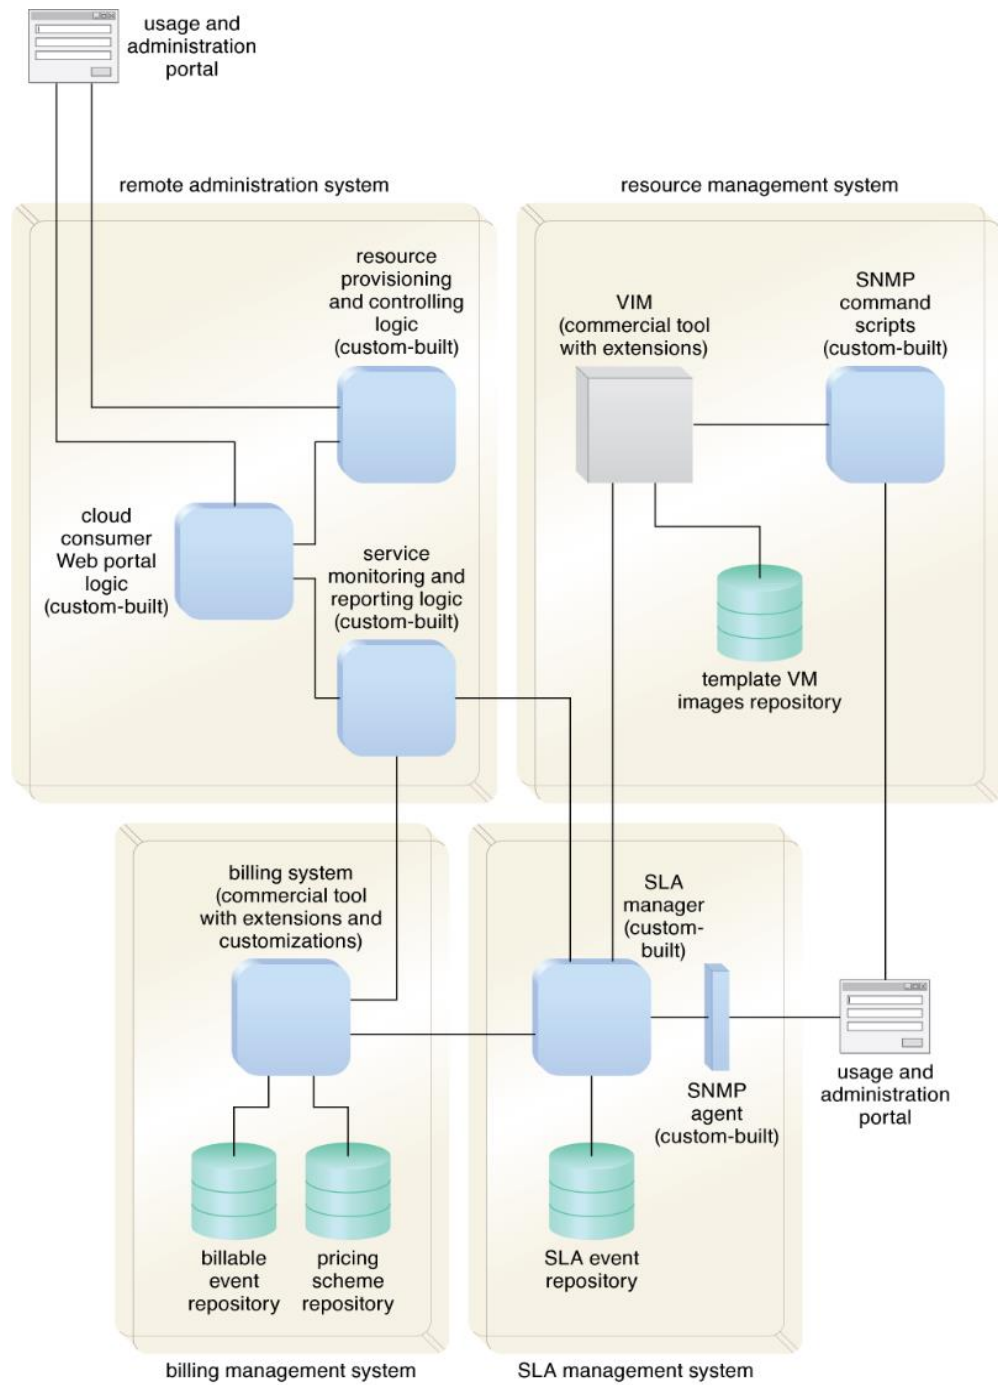 usage and
administration
portal
remote administration system
resource management system
resource
provisioning
and controlling
logic
(custom-built)
VIM
(commercial tool
with extensions)
SNMP
command
scripts
(custom-built)
cloud
consumer
Web portal
logic
(custom-built)
service
monitoring and
reporting logic
(custom-built)
template VM
images repository
billing system
(commercial tool
with extensions and
customizations)
SLA
manager
(custom-
built)
SNMP
agent
(custom-built)
usage and
administration
portal
billable
event
repository
pricing
scheme
repository
SLA event
repository
billing management system
SLA management system